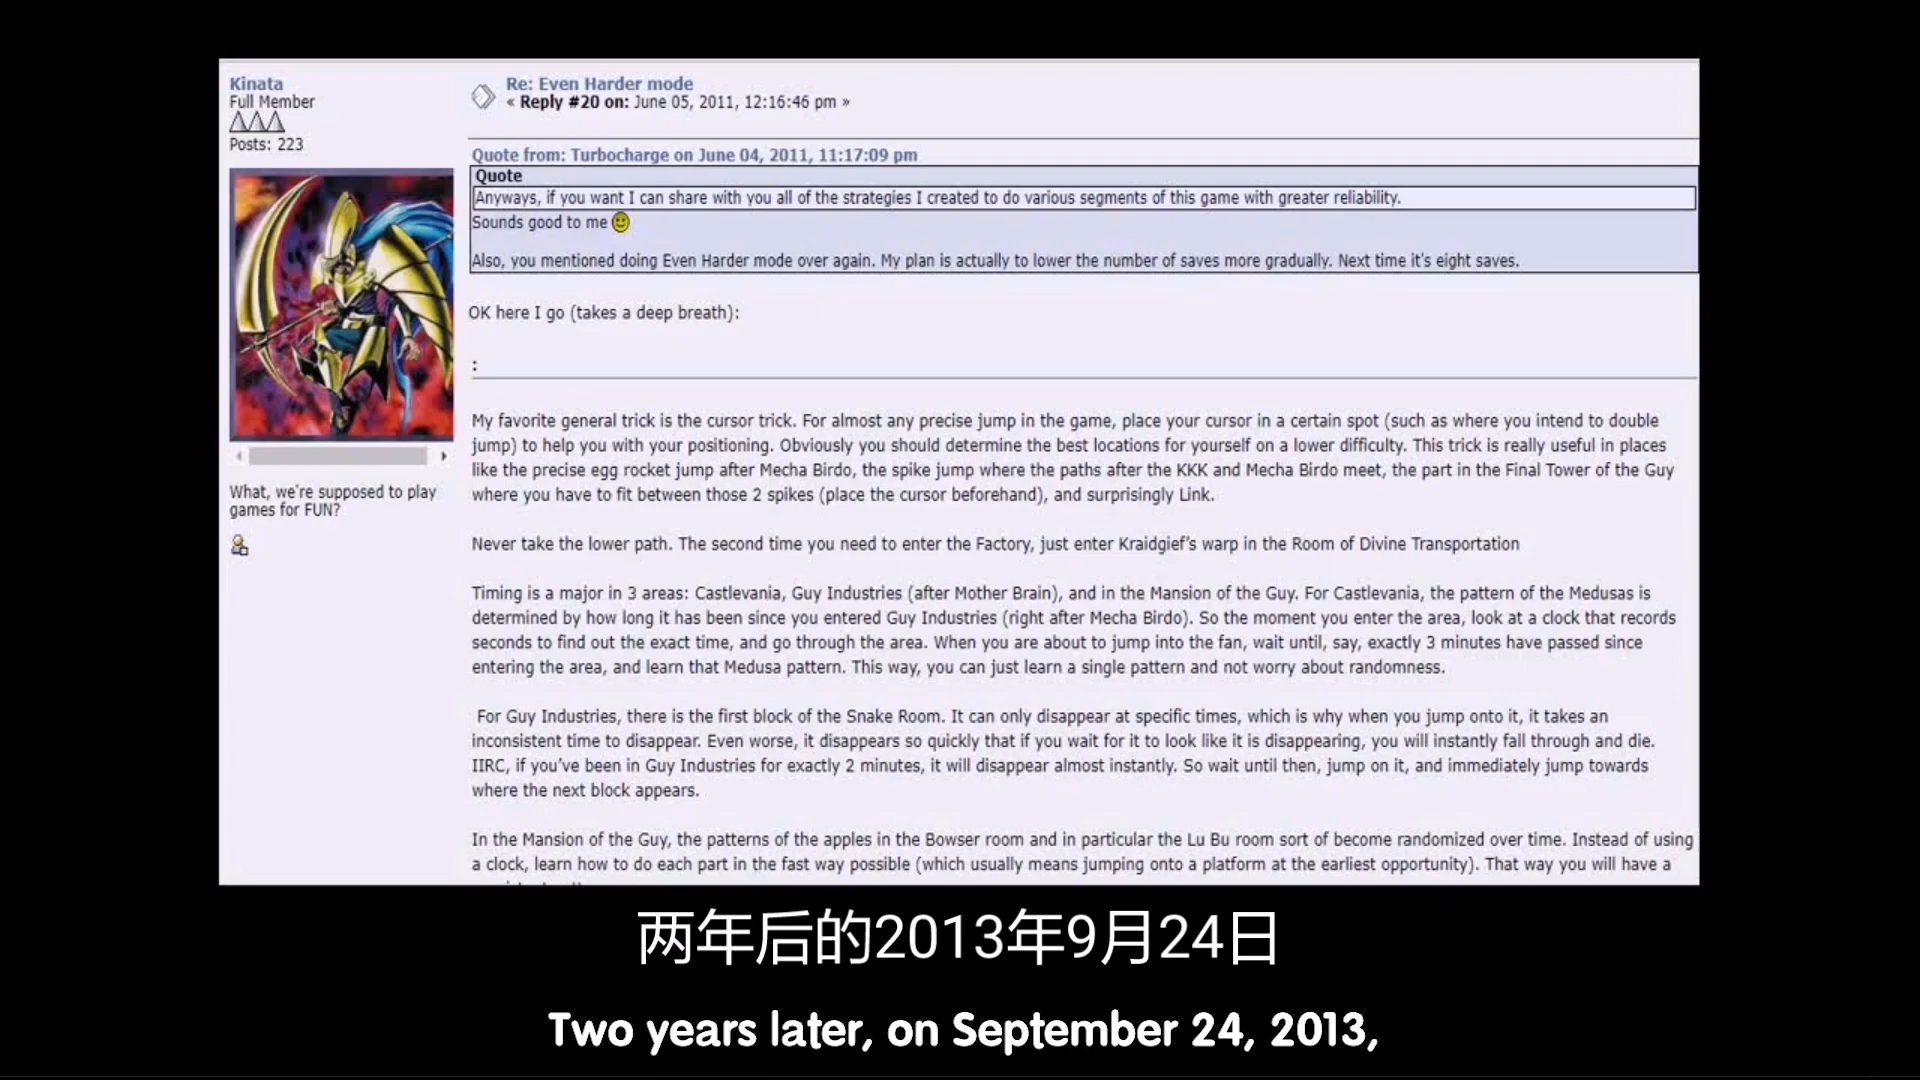 Kinata
Full Member
Posts: 223
What, we're supposed to play
games for FUN?
Re: Even Harder mode
« Reply #20 on: June 05, 2011, 12:16:46 pm »
Quote from: Turbocharge on June 04, 2011, 11:17:09 pm
Quote
Anyways, if you want I can share with you all of the strategies I created to do various segments of this game with greater reliability.
Sounds good to me
Also, you mentioned doing Even Harder mode over again. My plan is actually to lower the number of saves more gradually. Next time it's eight saves.
OK here I go (takes a deep breath):
:
My favorite general trick is the cursor trick. For almost any precise jump in the game, place your cursor in a certain spot (such as where you intend to double
jump) to help you with your positioning. Obviously you should determine the best locations for yourself on a lower difficulty. This trick is really useful in places
like the precise egg rocket jump after Mecha Birdo, the spike jump where the paths after the KKK and Mecha Birdo meet, the part in the Final Tower of the Guy
where you have to fit between those 2 spikes (place the cursor beforehand), and surprisingly Link.
Never take the lower path. The second time you need to enter the Factory, just enter Kraidgief's warp in the Room of Divine Transportation
Timing is a major in 3 areas: Castlevania, Guy Industries (after Mother Brain), and in the Mansion of the Guy. For Castlevania, the pattern of the Medusas is
determined by how long it has been since you entered Guy Industries (right after Mecha Birdo). So the moment you enter the area, look at a clock that records
seconds to find out the exact time, and go through the area. When you are about to jump into the fan, wait until, say, exactly 3 minutes have passed since
entering the area, and learn that Medusa pattern. This way, you can just learn a single pattern and not worry about randomness.
For Guy Industries, there is the first block of the Snake Room. It can only disappear at specific times, which is why when you jump onto it, it takes an
inconsistent time to disappear. Even worse, it disappears so quickly that if you wait for it to look like it is disappearing, you will instantly fall through and die.
IIRC, if you've been in Guy Industries for exactly 2 minutes, it will disappear almost instantly. So wait until then, jump on it, and immediately jump towards
where the next block appears.
In the Mansion of the Guy, the patterns of the apples in the Bowser room and in particular the Lu Bu room sort of become randomized over time. Instead of using
a clock, learn how to do each part in the fast way possible (which usually means jumping onto a platform at the earliest opportunity). That way you will have a
两年后的2013年9月24日
Two years later, on September 24, 2013,